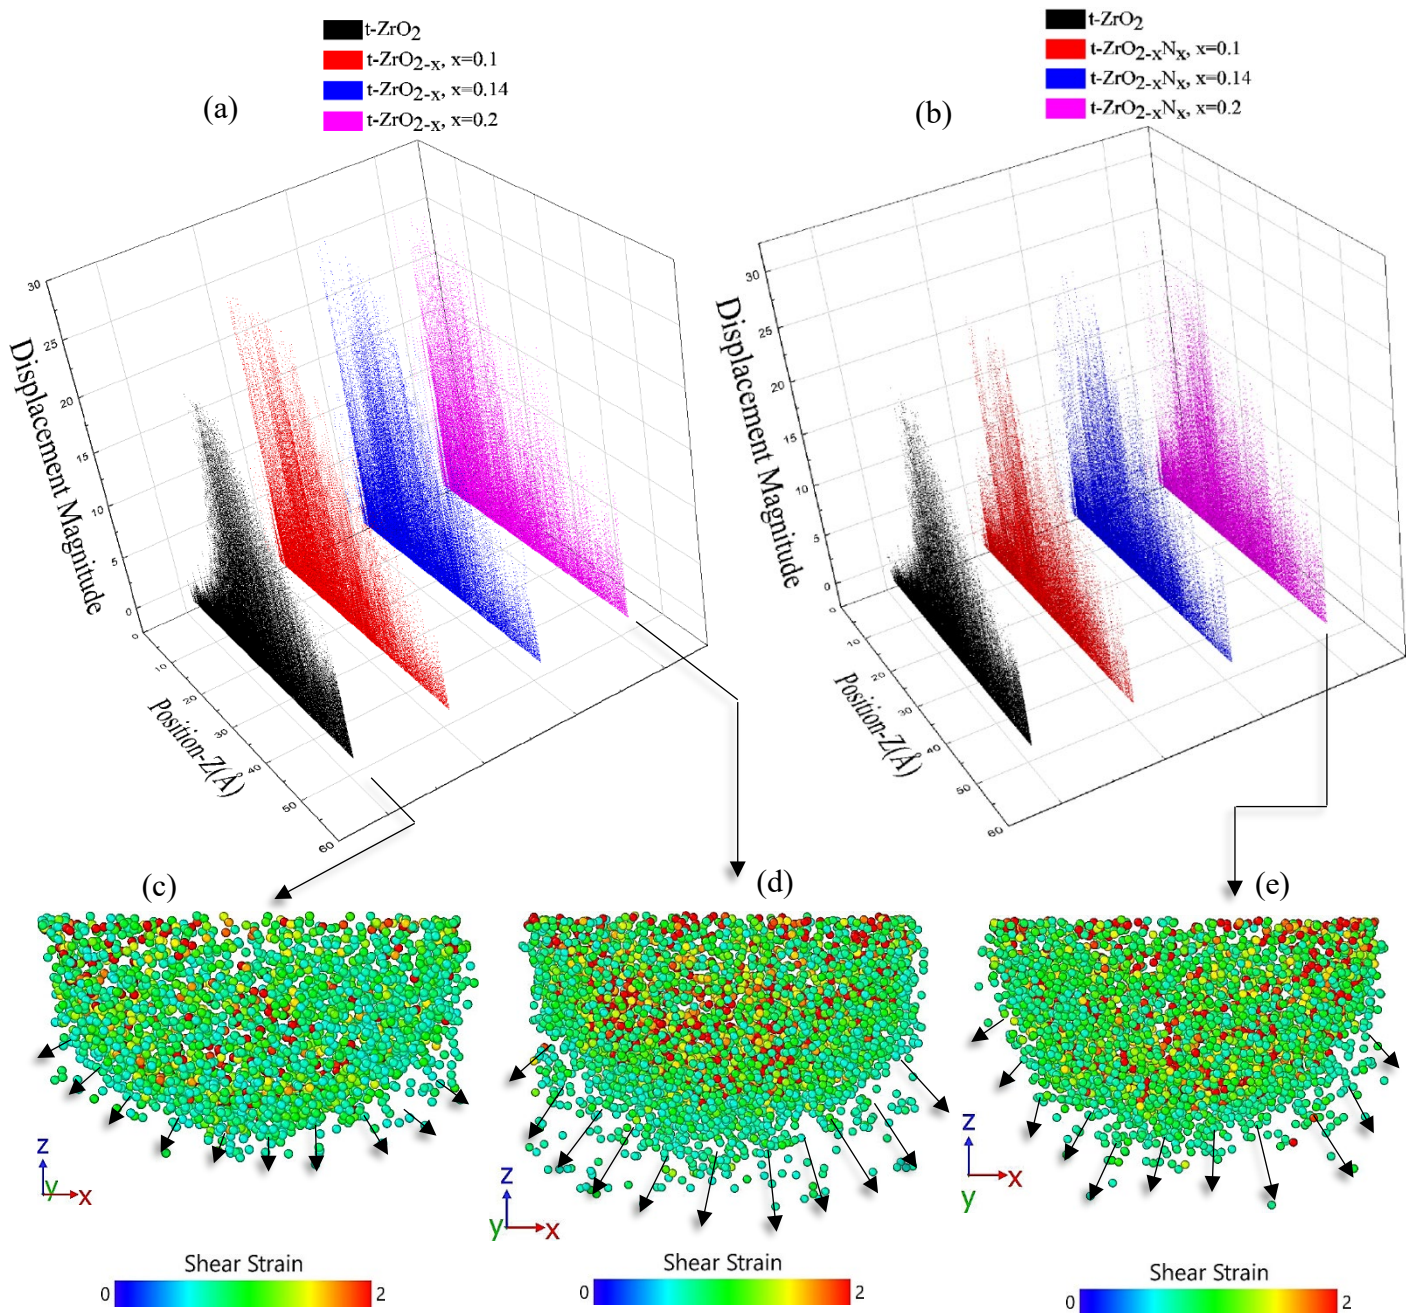 t-ZrO2
t-ZrO2-x, x=0.1
t-ZrO2-x, x=0.14
t-ZrO2-x, x=0.2
(a)
t-ZrO2
t-ZrO2-xNx, x=0.1
t-ZrO2-xNx, x=0.14
t-ZrO2-xNx, x=0.2
(b)
30
25
20
15
10
5
0
Displacement Magnitude
0
10
20
30
40
50
60
Position-Z(Å)
30
25
20
15
10
5
0
Displacement Magnitude
0
10
20
30
40
50
60
Position-Z(Å)
(c)
(d)
(e)
z
y
x
z
y
x
z
y
x
Shear Strain
0 2
Shear Strain
0 2
Shear Strain
0 2